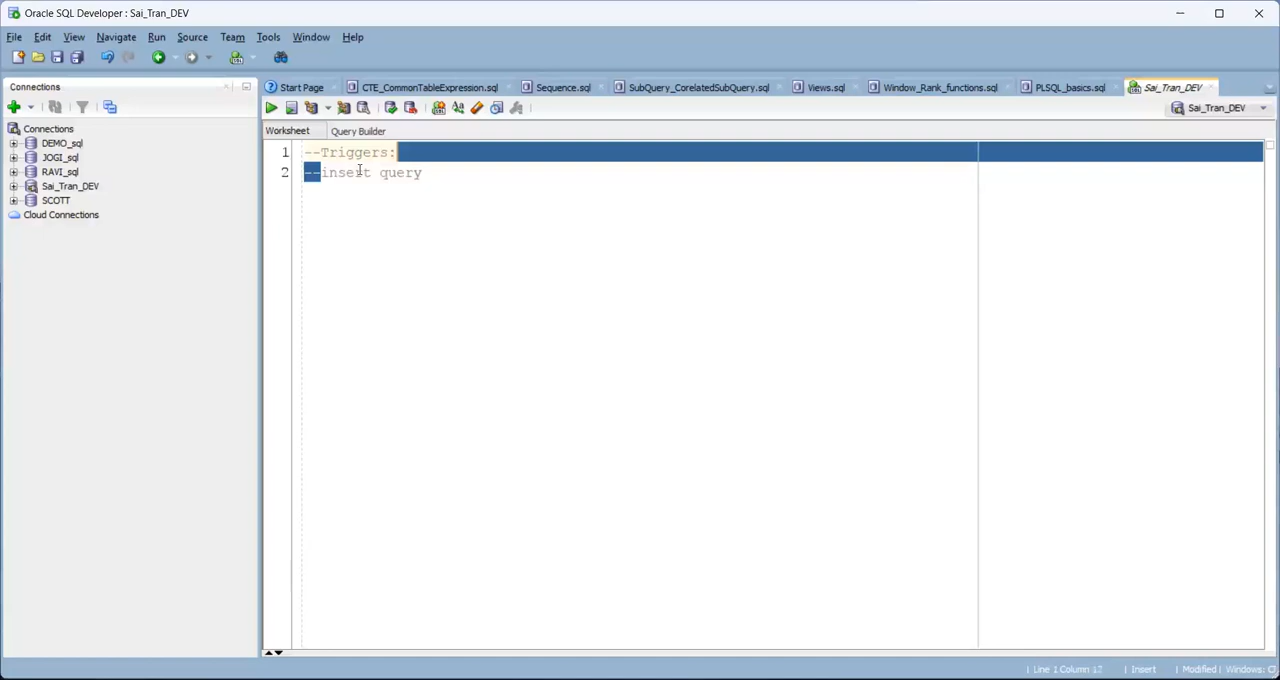 Oracle SQL Developer : Sai_Tran_DEV
File Edit View Navigate Run Source Team Tools Window Help
Connections
Start Page CTE_CommonTableExpression.sql Sequence.sql SubQuery_CorelatedSubQuery.sql Views.sql Window_Rank_functions.sql PLSQL_basics.sql Sai_Tran_DEV
Sai_Tran_DEV
Connections
DEMO_sql
JOGI_sql
RAVI_sql
Sai_Tran_DEV
SCOTT
Cloud Connections
Worksheet Query Builder
1 --Triggers:
2 --insert query
Line 1 Column 17 Insert Modified Windows: